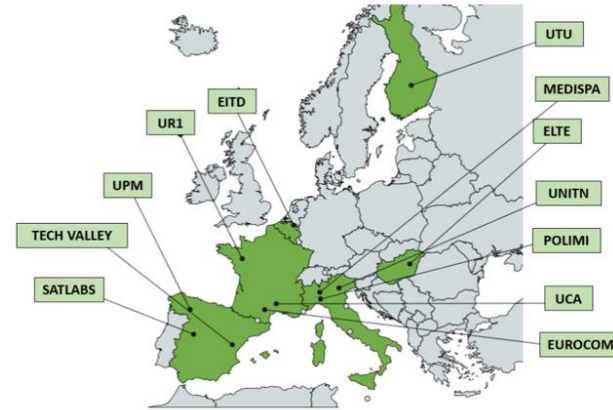 UTU
MEDISPA
EITD
ELTE
UR1
UNITN
UPM
POLIMI
TECH VALLEY
SATLABS
UCA
EUROCOM